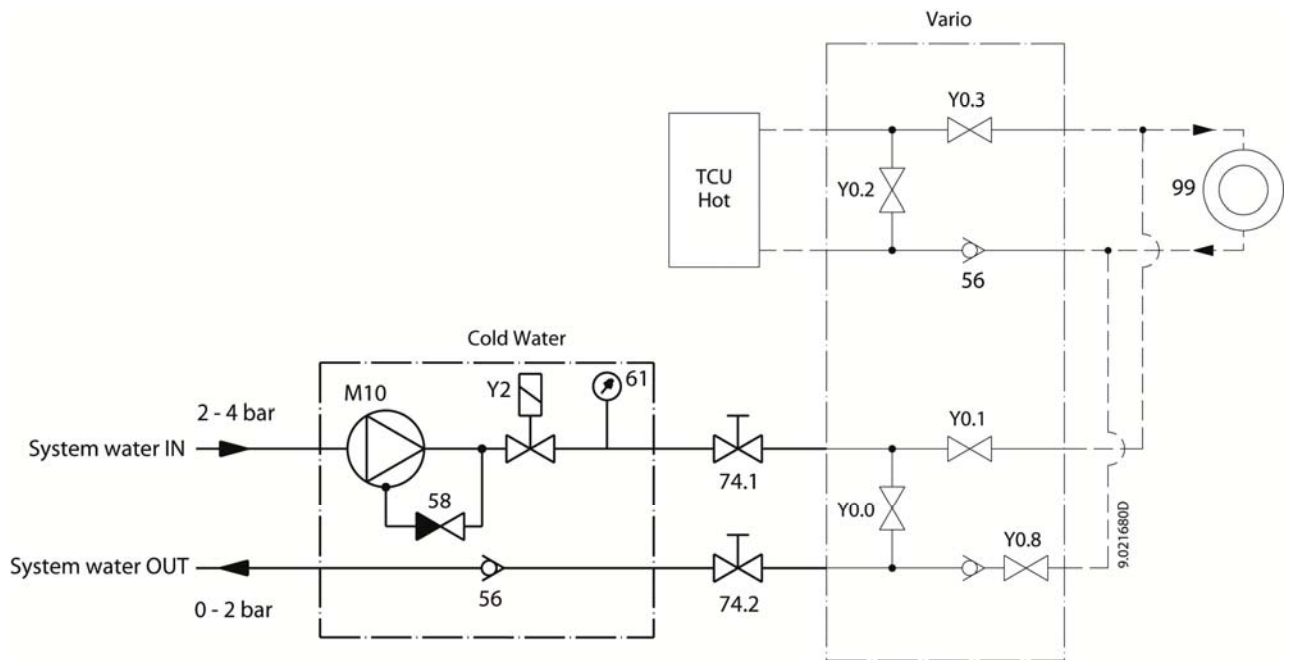 Vario
Y0.3
TCU
Hot
Y0.2
99
56
Cold Water
M10
Y2
61
2 - 4 bar
System water IN
Y0.1
74.1
58
Y0.0
Y0.8
9.021680D
System water OUT
56
74.2
0 - 2 bar